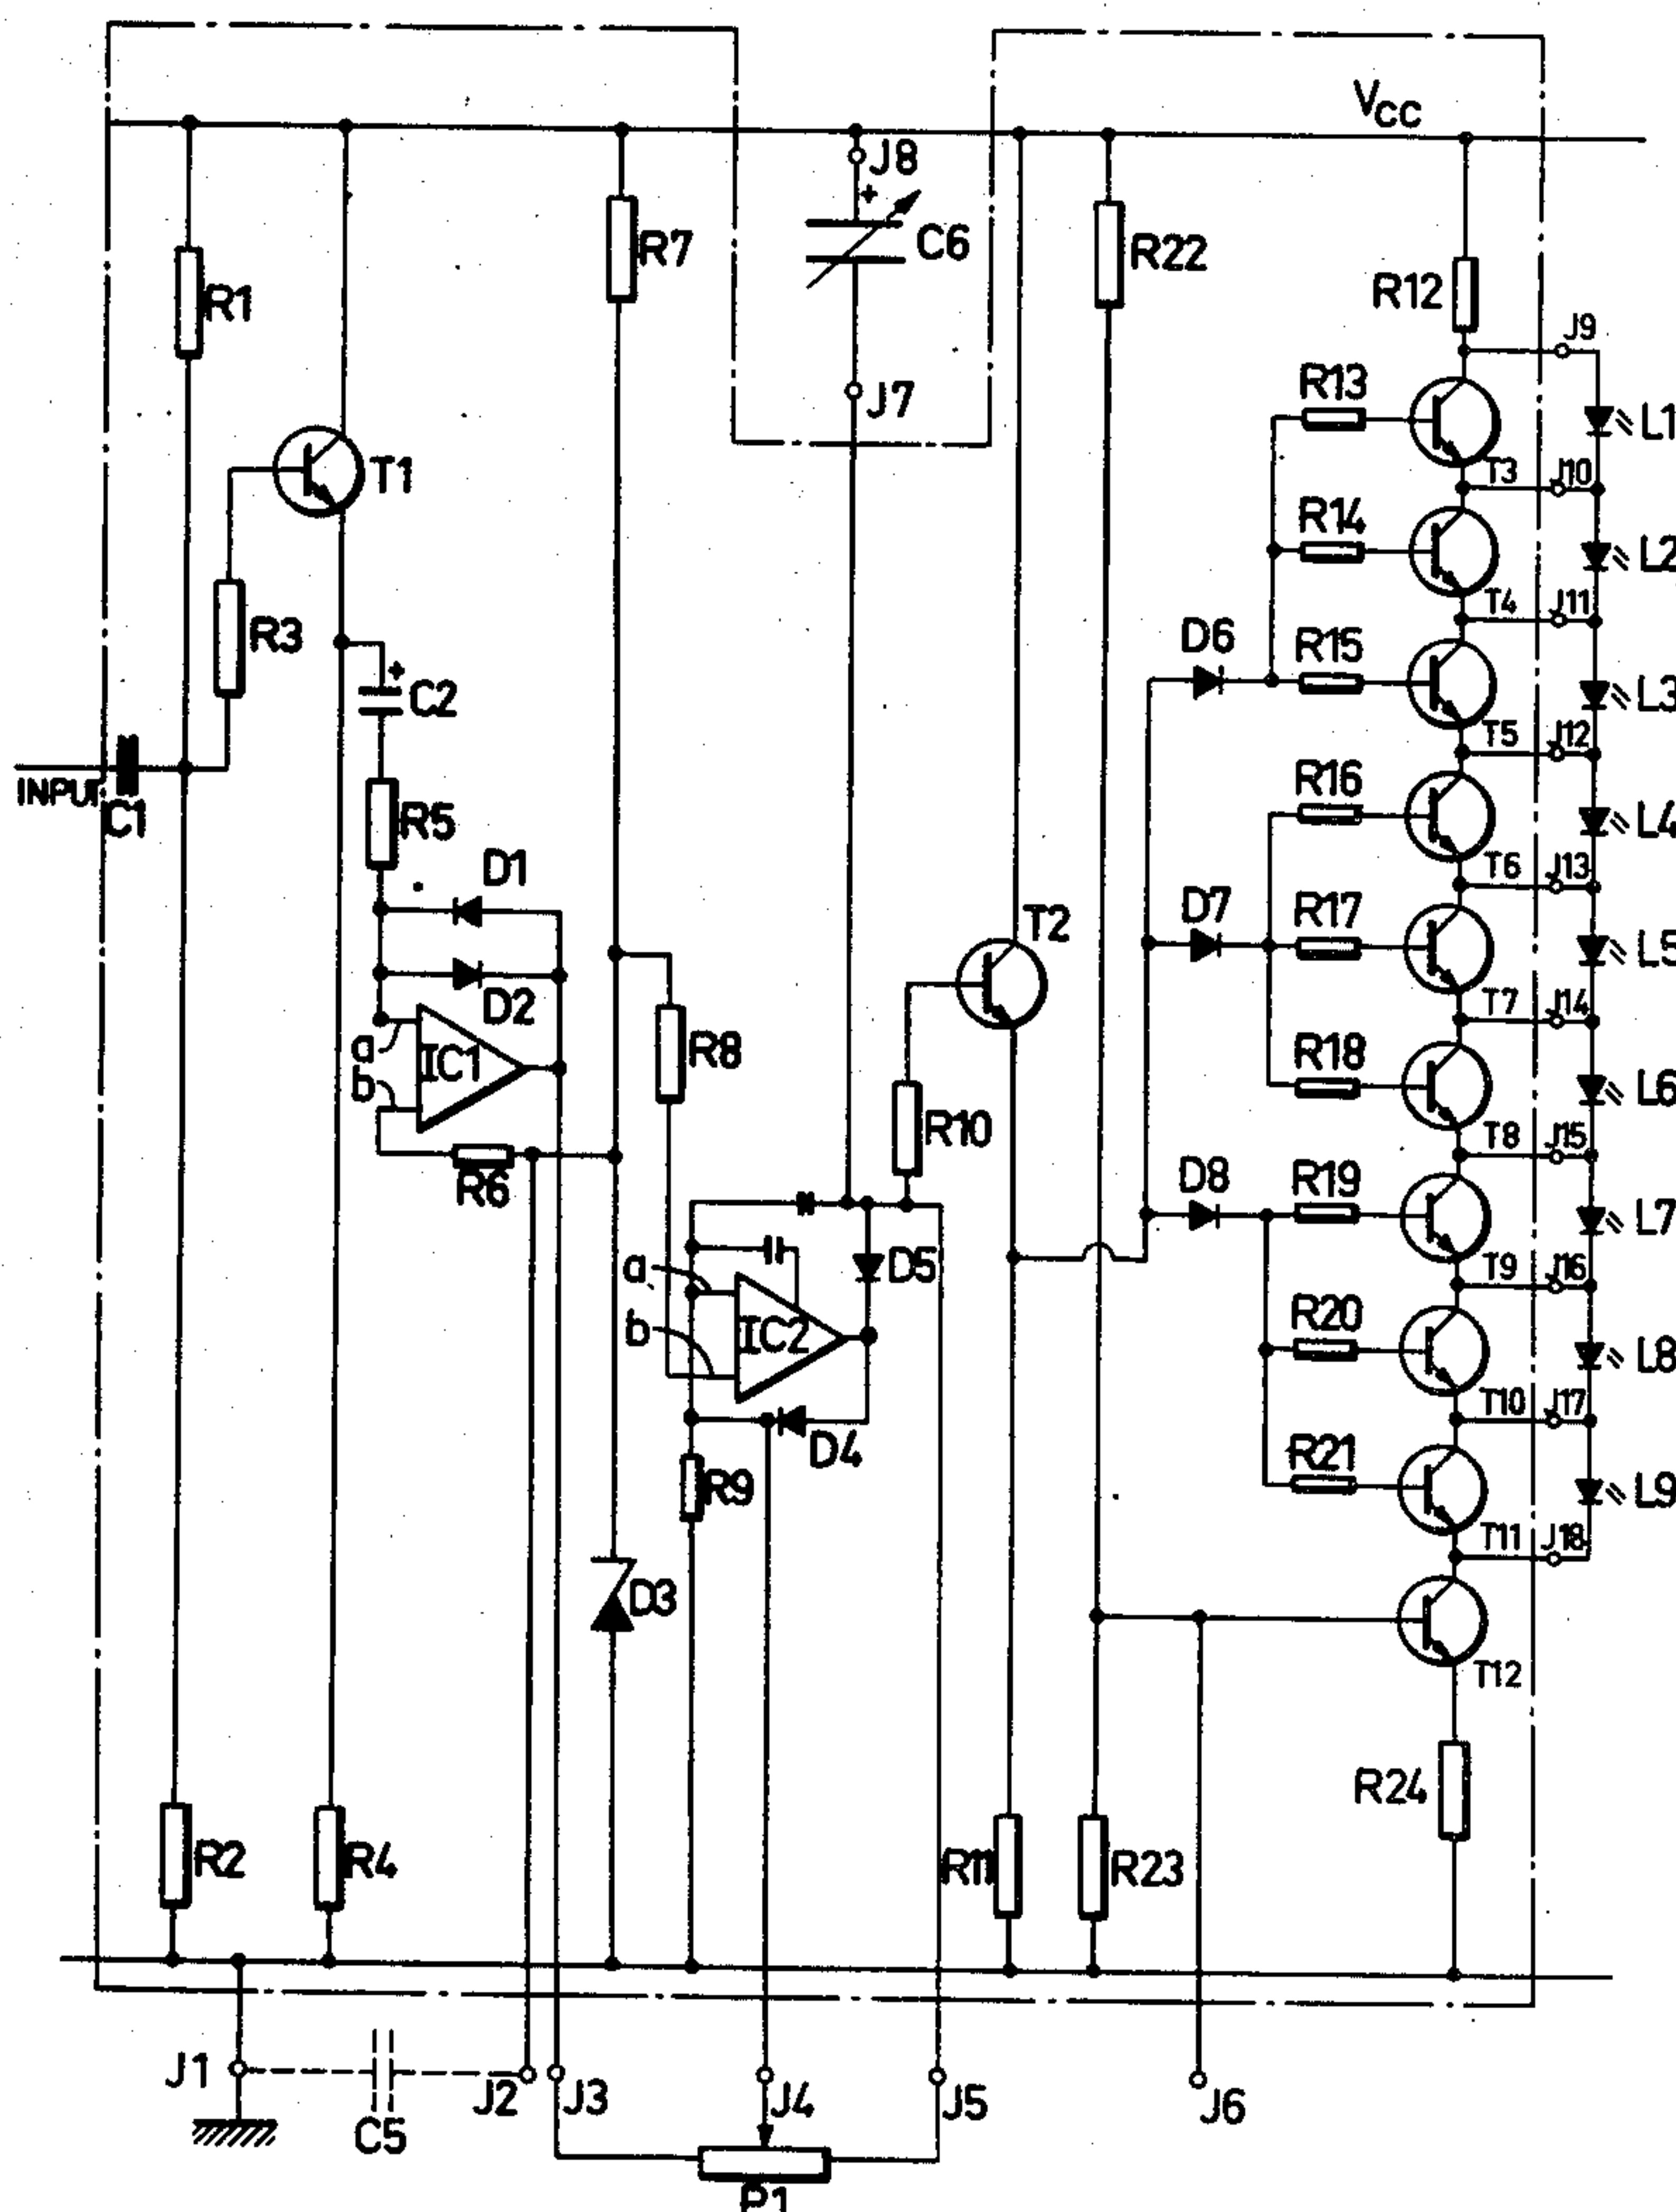 VCC
J8
+
C6
R7
R22
R1
R12
J9
R13
L1
J7
T1
T3
J10
R14
L2
R3
T4
J11
D6
R15
+
C2
L3
T5
J12
INPUT
C1
R16
R5
L4
D1
T6
J13
T2
D7
R17
L5
D2
T7
J14
a
IC1
R8
R18
L6
b
R10
T8
J15
R6
D8
R19
L7
a
D5
T9
J16
b
IC2
R20
L8
T10
J17
D4
R21
R9
L9
T11
J18
D3
T12
R24
R2
R4
R11
R23
J1
C5
J2
J3
J4
J5
J6
P1